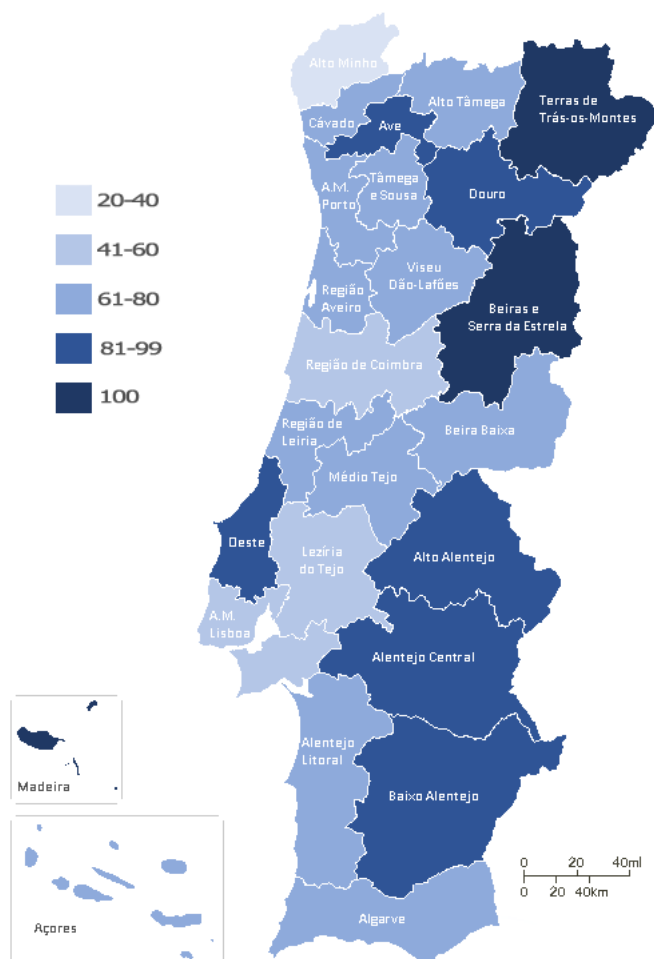 Alto Minho
Alto Tâmega
Terras de
Trás-os-Montes
Cávado
Ave
Tâmega
e Sousa
A.M.
Porto
Douro
20-40
41-60
61-80
81-99
100
Viseu
Dão-Lafões
Região
Aveiro
Beiras e
Serra da Estrela
Região de Coimbra
Região de
Leiria
Beira Baixa
Médio Tejo
Oeste
Lezíria
do Tejo
Alto Alentejo
A.M.
Lisboa
Alentejo Central
Alentejo
Litoral
Madeira
Baixo Alentejo
0 20 40ml
0 20 40km
Algarve
Açores